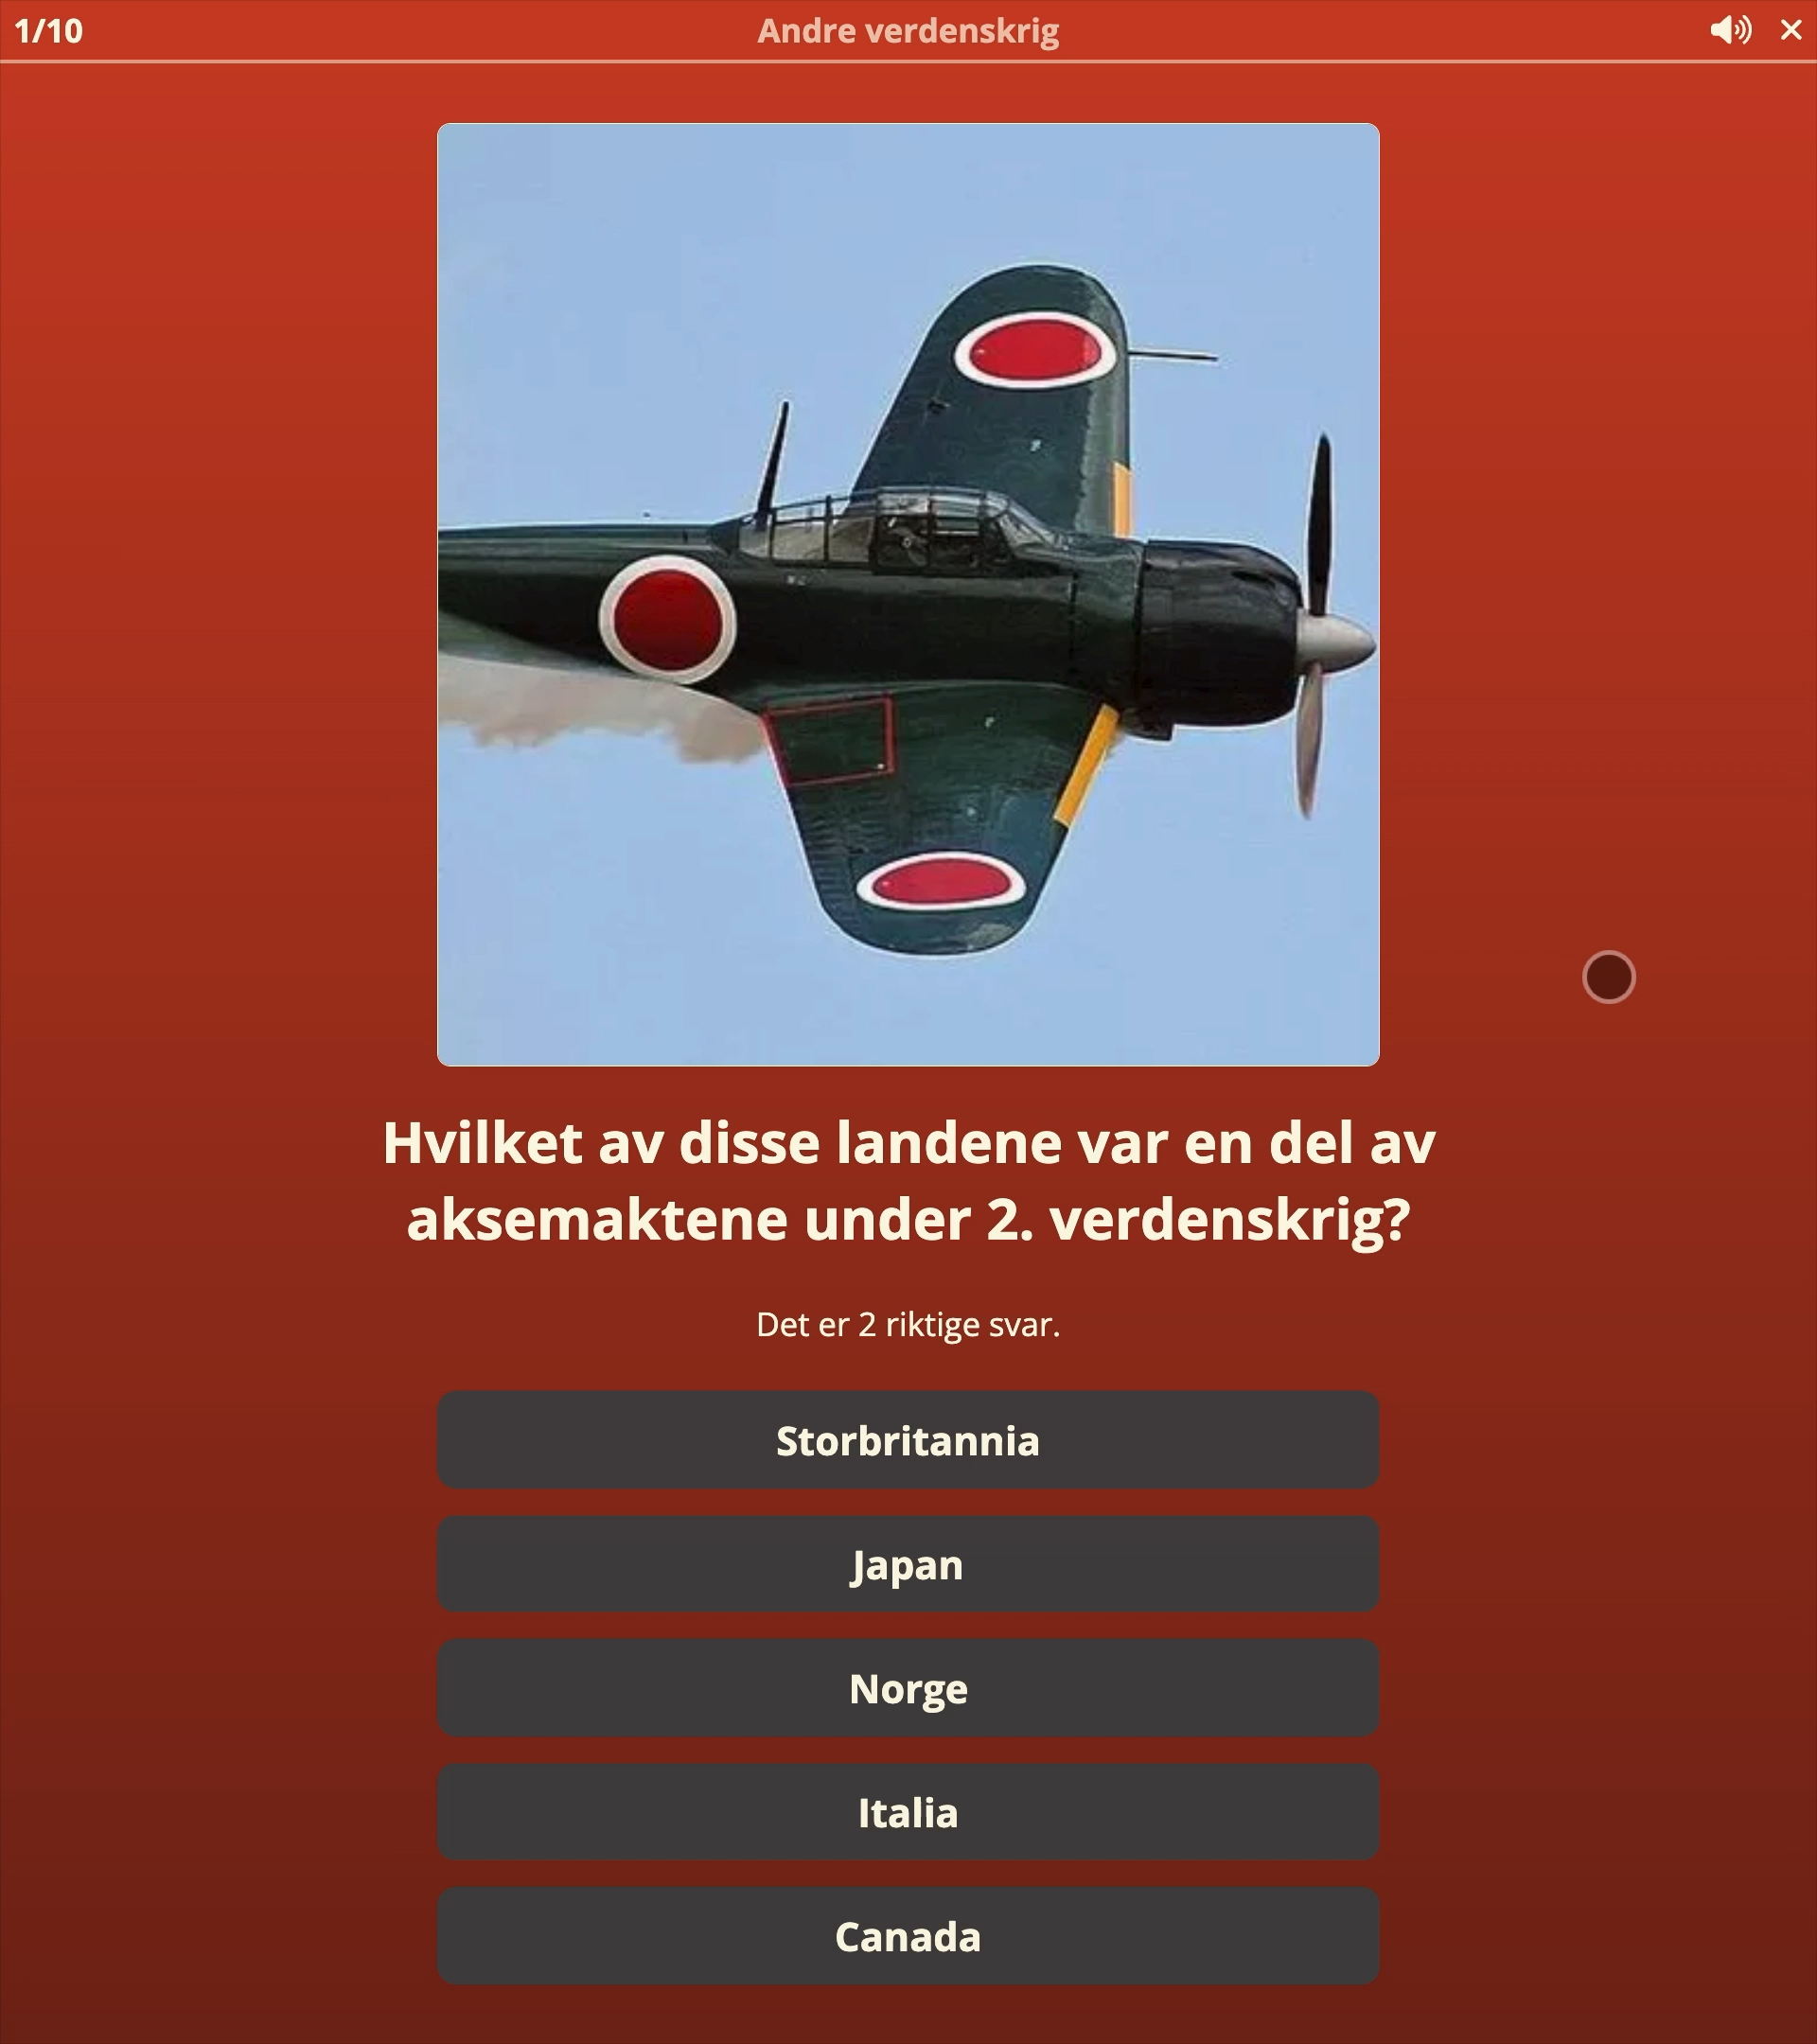 1/10
Andre verdenskrig
Hvilket av disse landene var en del av
aksemaktene under 2. verdenskrig?
Det er 2 riktige svar.
Storbritannia
Japan
Norge
Italia
Canada